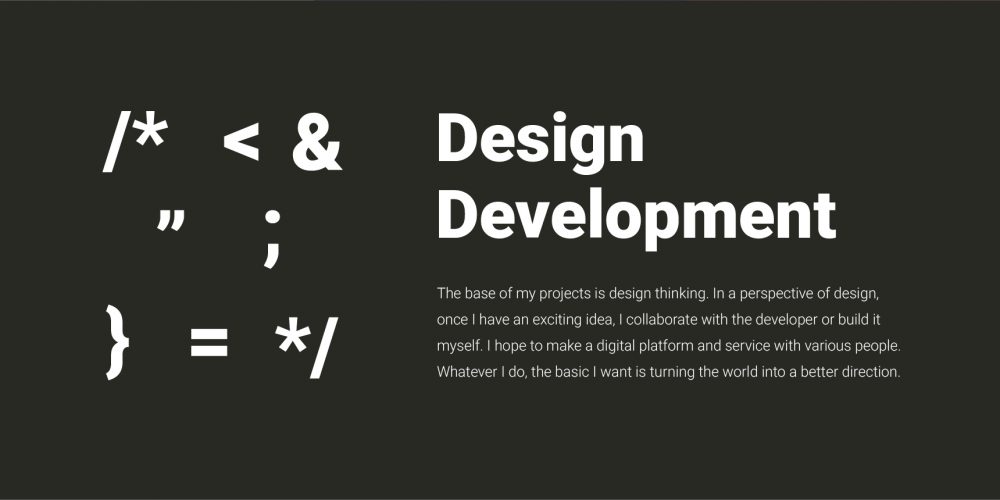 /* < &
” ;
} = */
Design
Development
The base of my projects is design thinking. In a perspective of design,
once I have an exciting idea, I collaborate with the developer or build it
myself. I hope to make a digital platform and service with various people.
Whatever I do, the basic I want is turning the world into a better direction.